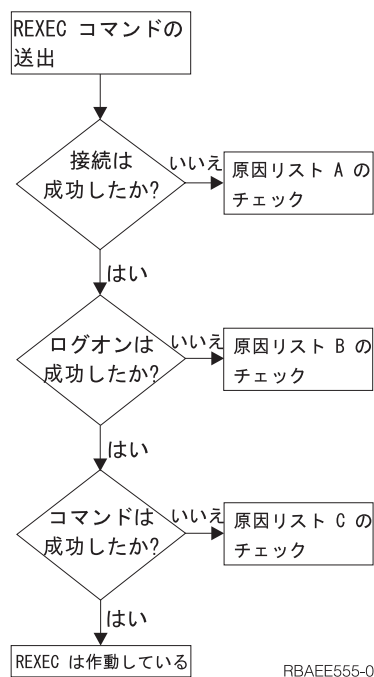 REXEC コマンドの
送出
接続は
成功したか?
いいえ
原因リスト A の
チェック
はい
ログオンは
成功したか?
いいえ
原因リスト B の
チェック
はい
コマンドは
成功したか?
いいえ
原因リスト C の
チェック
はい
REXEC は作動している
RBAEE555-0